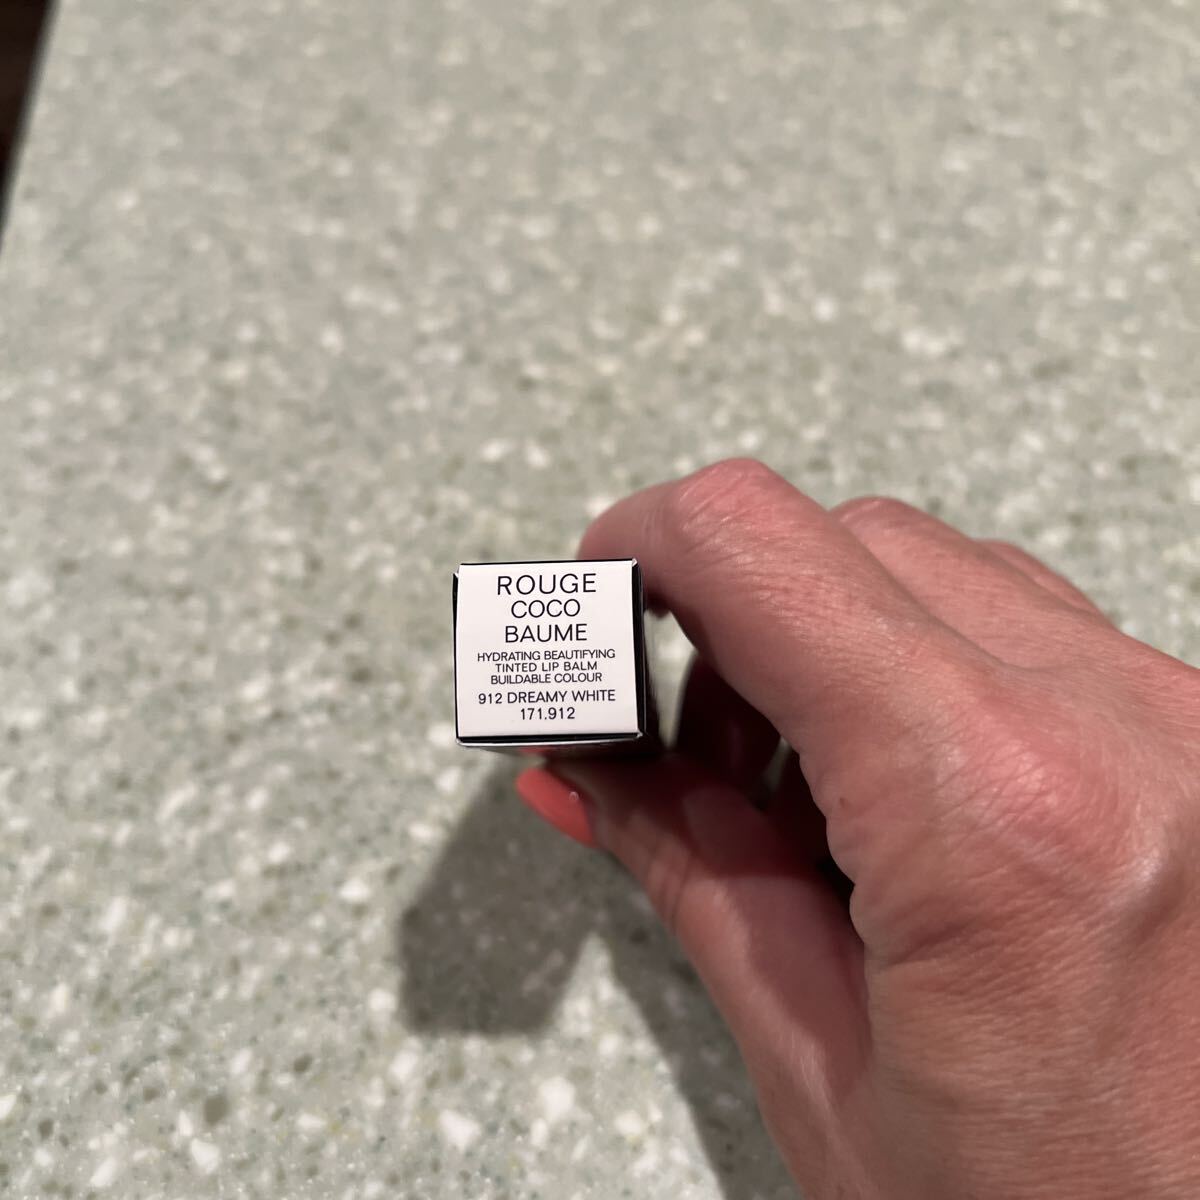 ROUGE
COCO
BAUME
HYDRATING BEAUTIFYING
TINTED LIP BALM
BUILDABLE COLOUR
912 DREAMY WHITE
171.912